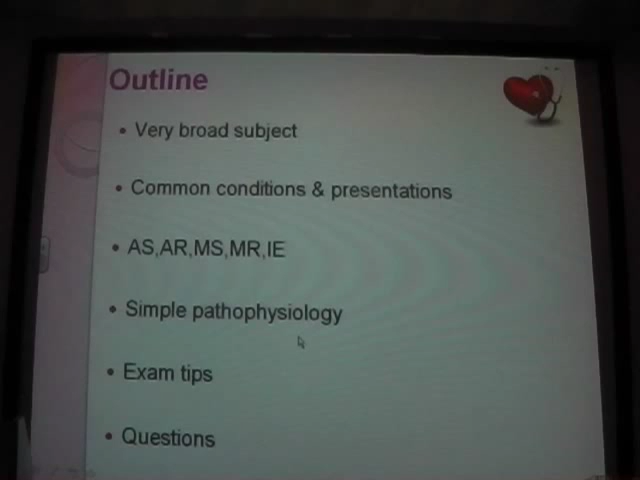 Outline
• Very broad subject
• Common conditions & presentations
• AS,AR,MS,MR,IE
• Simple pathophysiology
• Exam tips
• Questions